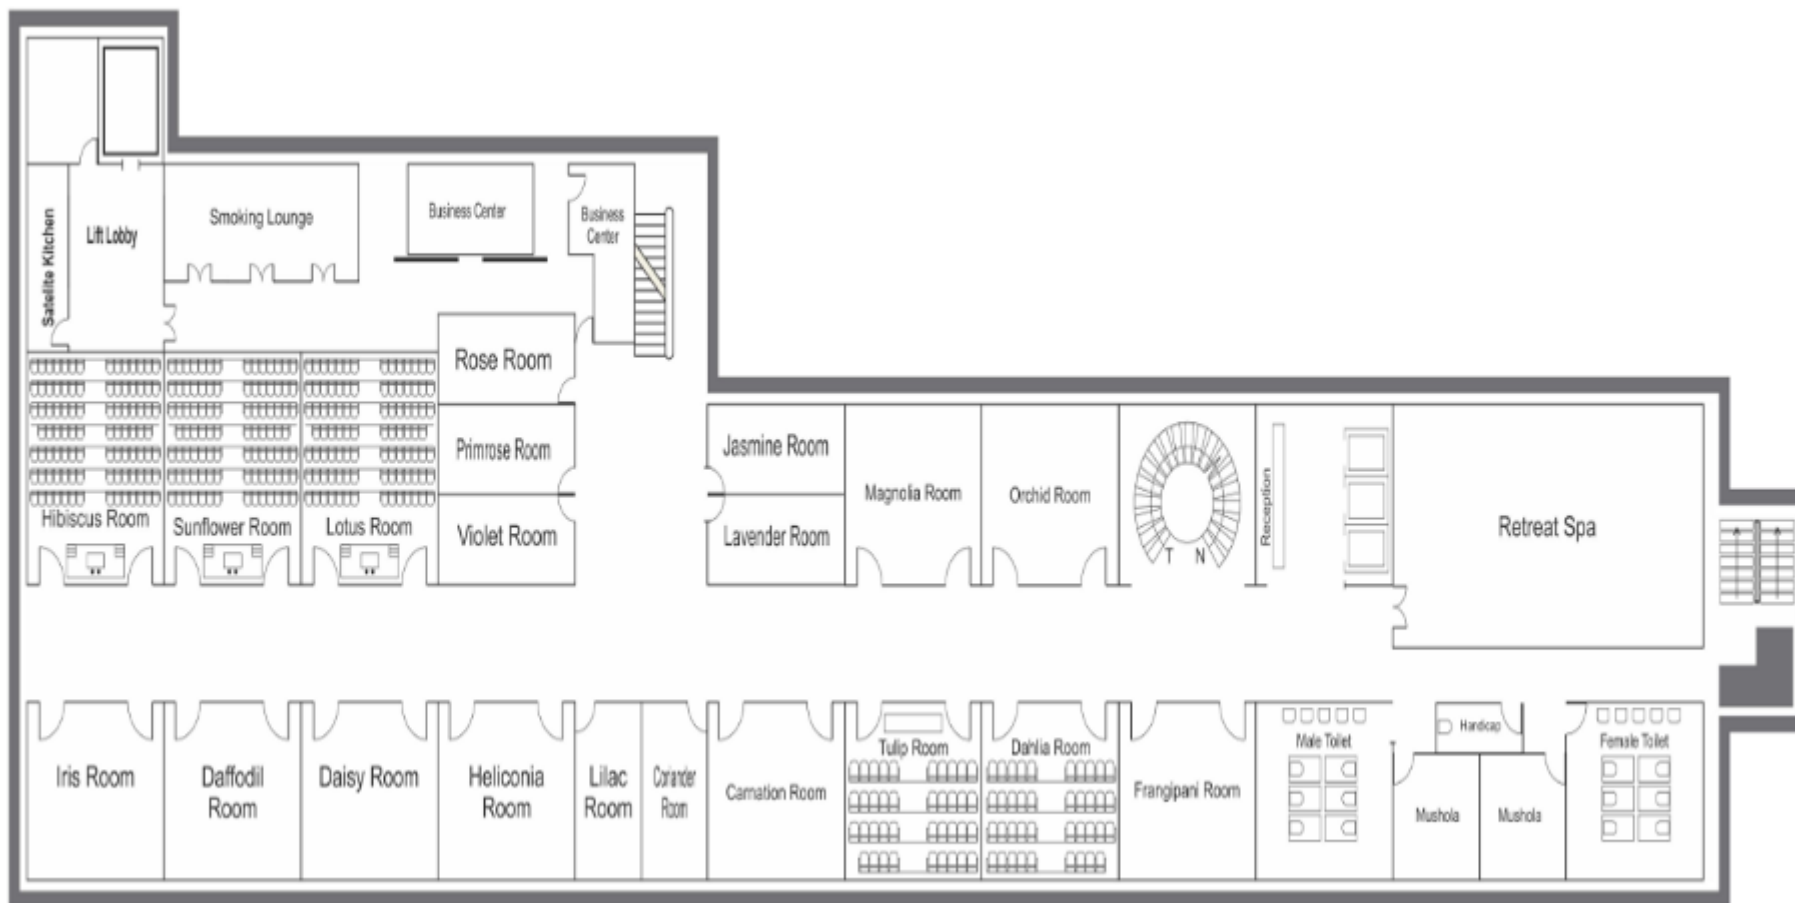 Satelite Kitchen
Lift Lobby
Smoking Lounge
Business Center
Business
Center
Rose Room
Primrose Room
Violet Room
Hibiscus Room
Sunflower Room
Lotus Room
Jasmine Room
Lavender Room
Magnolia Room
Orchid Room
T N
Reception
Retreat Spa
Iris Room
Daffodil
Room
Daisy Room
Heliconia
Room
Lilac
Room
Coriander
Room
Carnation Room
Tulip Room
Dahlia Room
Frangipani Room
Male Toilet
Handicap
Mushola
Mushola
Female Toilet